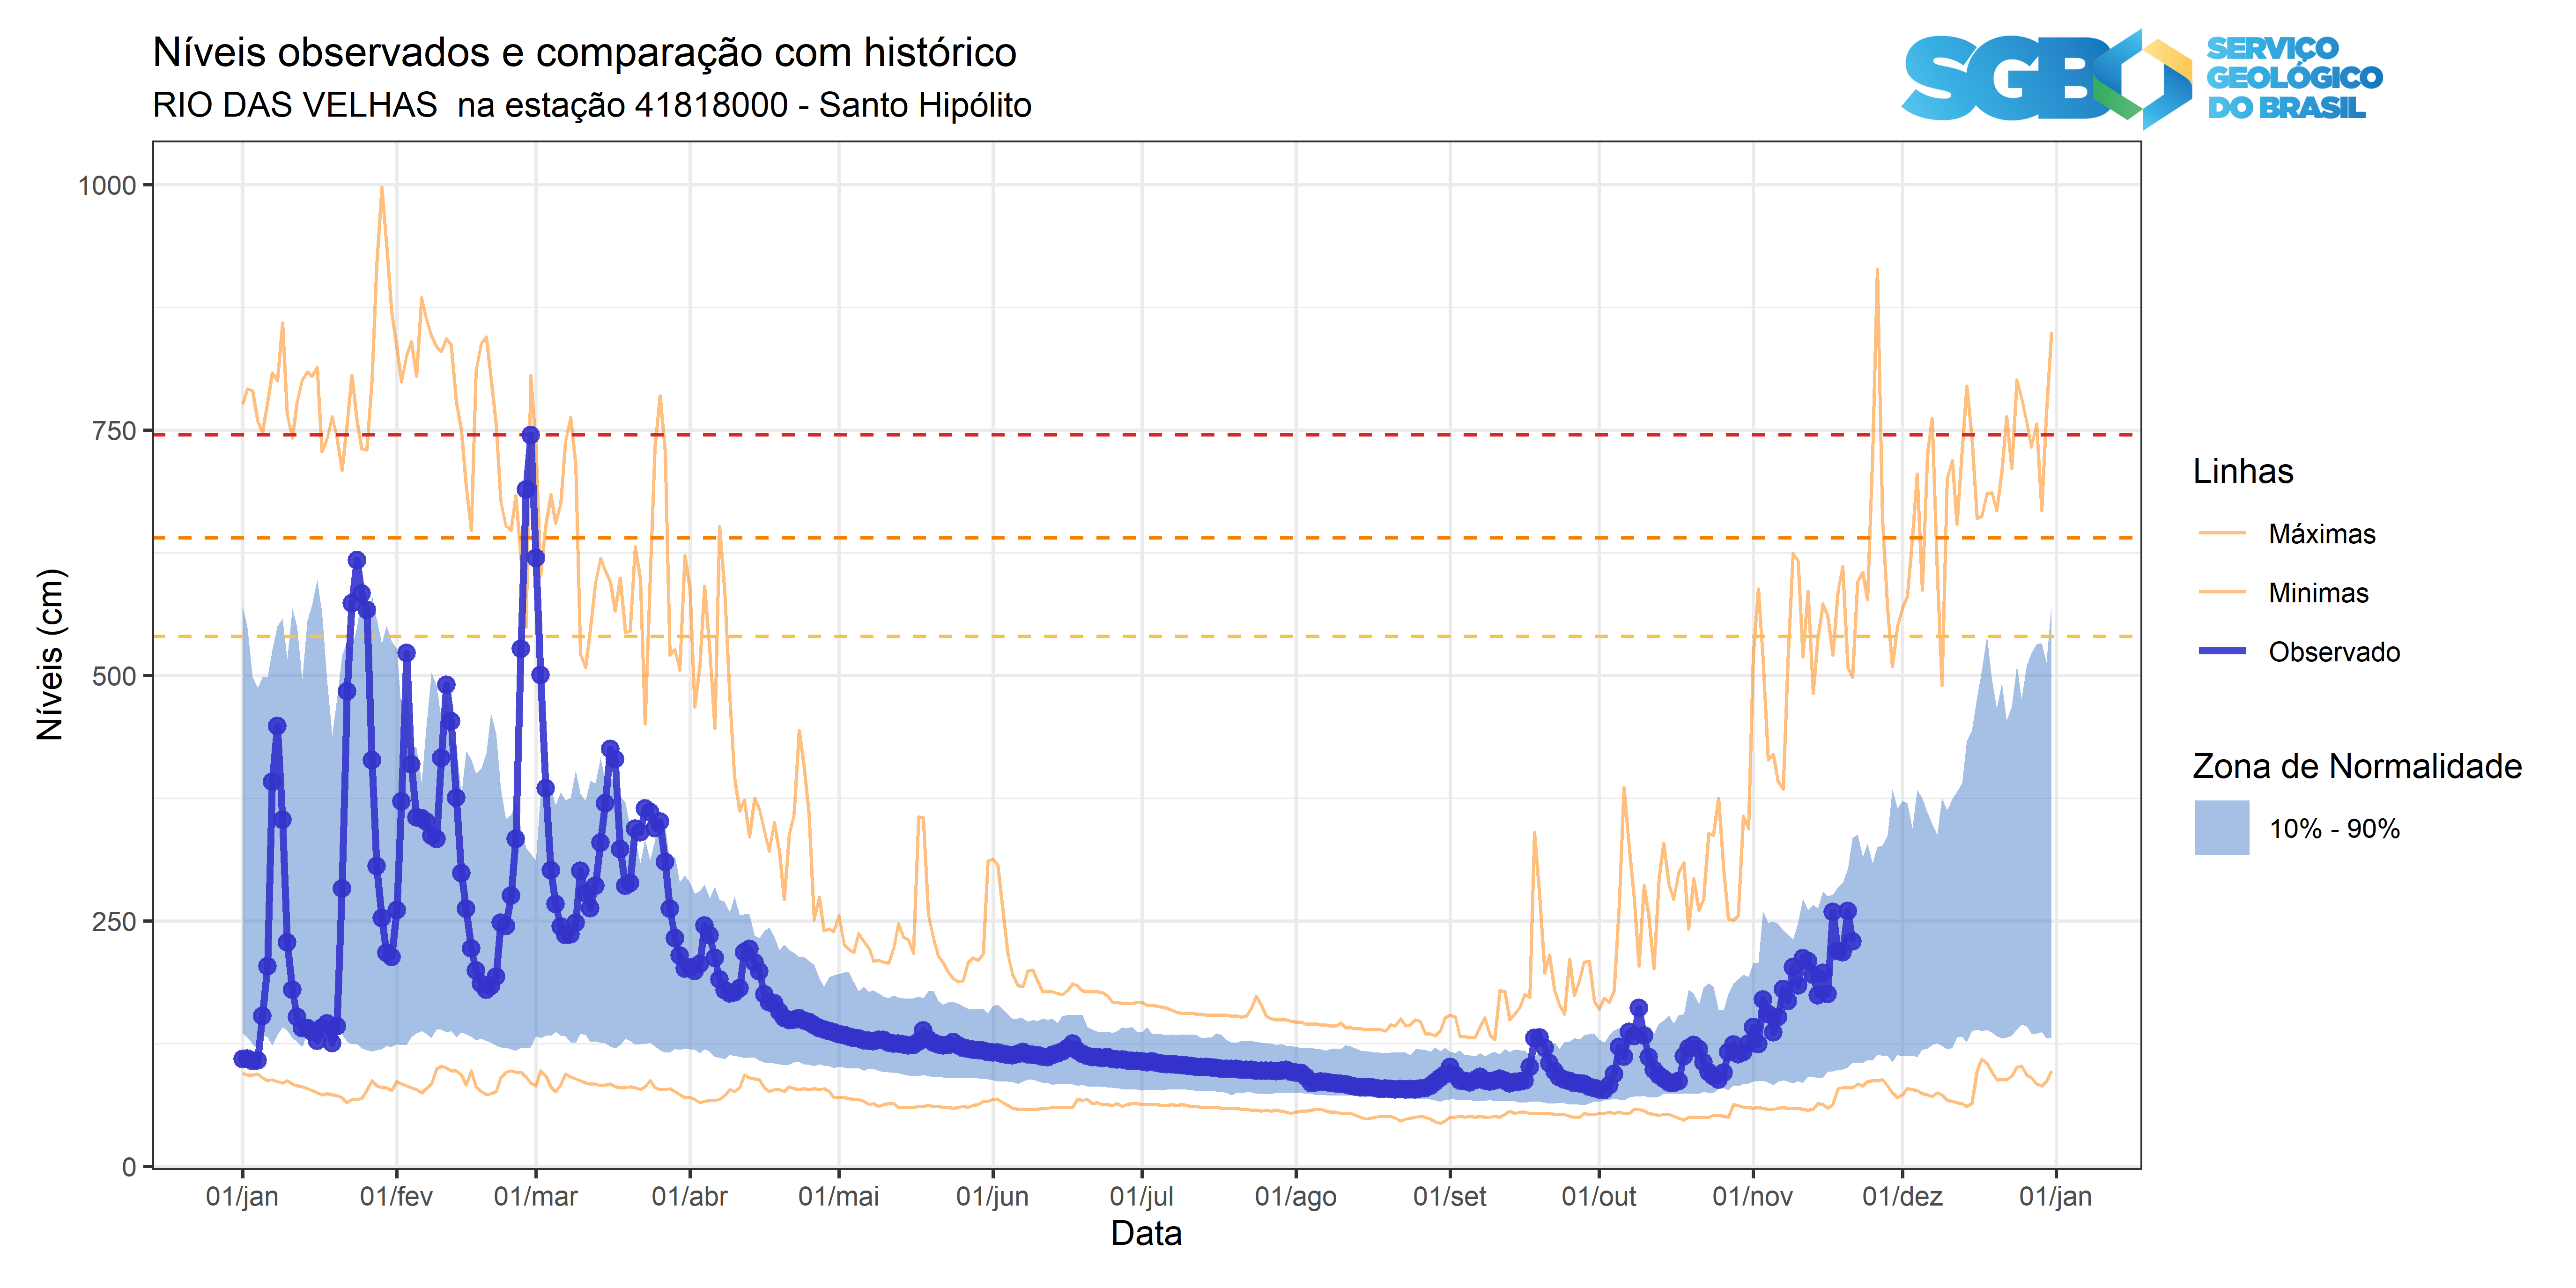 Níveis observados e comparação com histórico
RIO DAS VELHAS  na estação 41818000 - Santo Hipólito
SGB
SERVIÇO
GEOLÓGICO
DO BRASIL
Níveis (cm)
1000
750
500
250
0
01/jan
01/fev
01/mar
01/abr
01/mai
01/jun
01/jul
01/ago
01/set
01/out
01/nov
01/dez
01/jan
Data
Linhas
Máximas
Minimas
Observado
Zona de Normalidade
10% - 90%